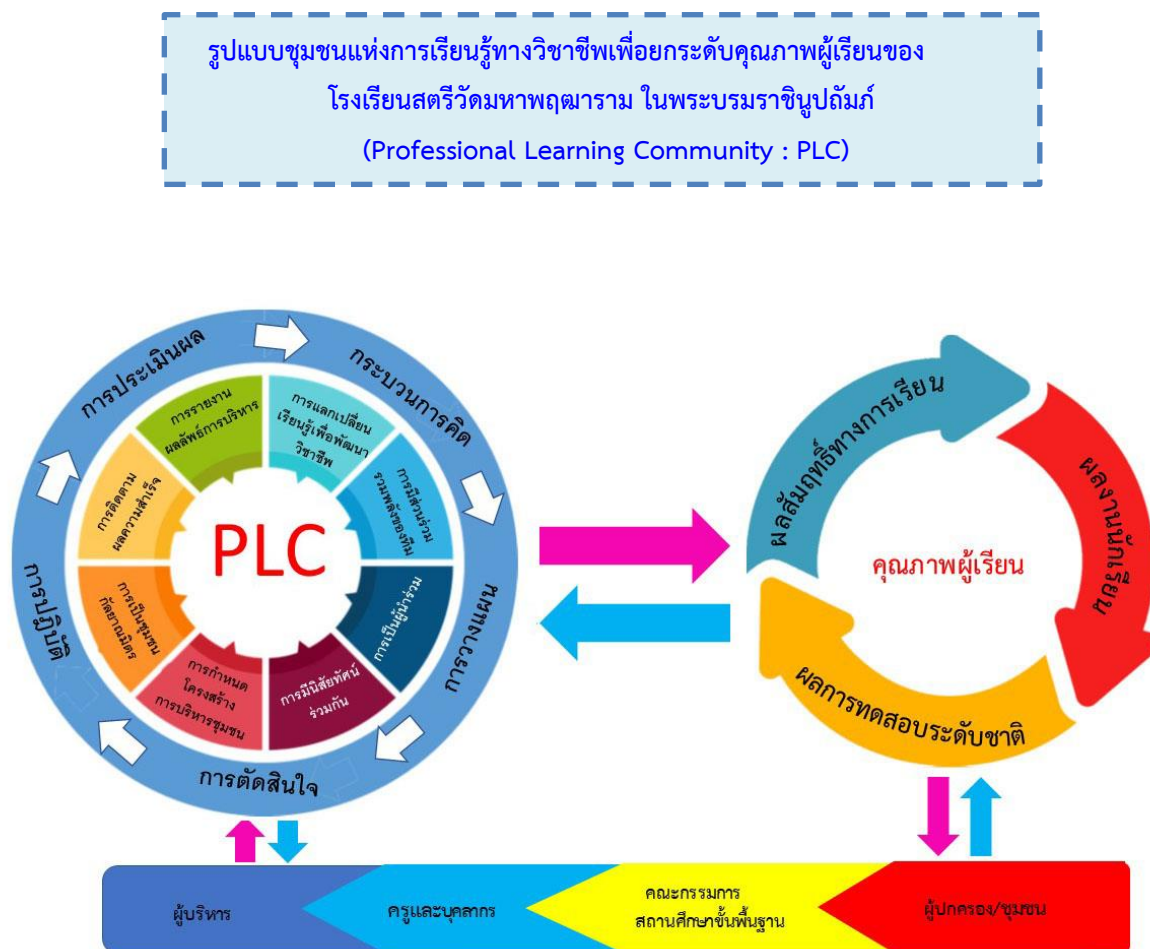 รูปแบบชุมชนแห่งการเรียนรู้ทางวิชาชีพเพื่อยกระดับคุณภาพผู้เรียนของ
โรงเรียนสตรีวัดมหาพฤฒาราม ในพระบรมราชินูปถัมภ์
(Professional Learning Community : PLC)
การประเมินผล
กระบวนการคิด
การวางแผน
การตัดสินใจ
การปฏิบัติ
การรายงาน
ผลลัพธ์การบริหาร
การแลกเปลี่ยน
เรียนรู้เพื่อพัฒนา
วิชาชีพ
การมีส่วนร่วม
รวมพลังของทีม
การเป็นผู้นำร่วม
การมีนิสัยทัศน์
ร่วมกัน
การกำหนด
โครงสร้าง
การบริหารชุมชน
การเป็นชุมชน
กัลยาณมิตร
การติดตาม
ผลความสำเร็จ
PLC
ผลสัมฤทธิ์ทางการเรียน
ผลงานนักเรียน
ผลการทดสอบระดับชาติ
คุณภาพผู้เรียน
ผู้บริหาร
ครูและบุคลากร
คณะกรรมการ
สถานศึกษาขั้นพื้นฐาน
ผู้ปกครอง/ชุมชน